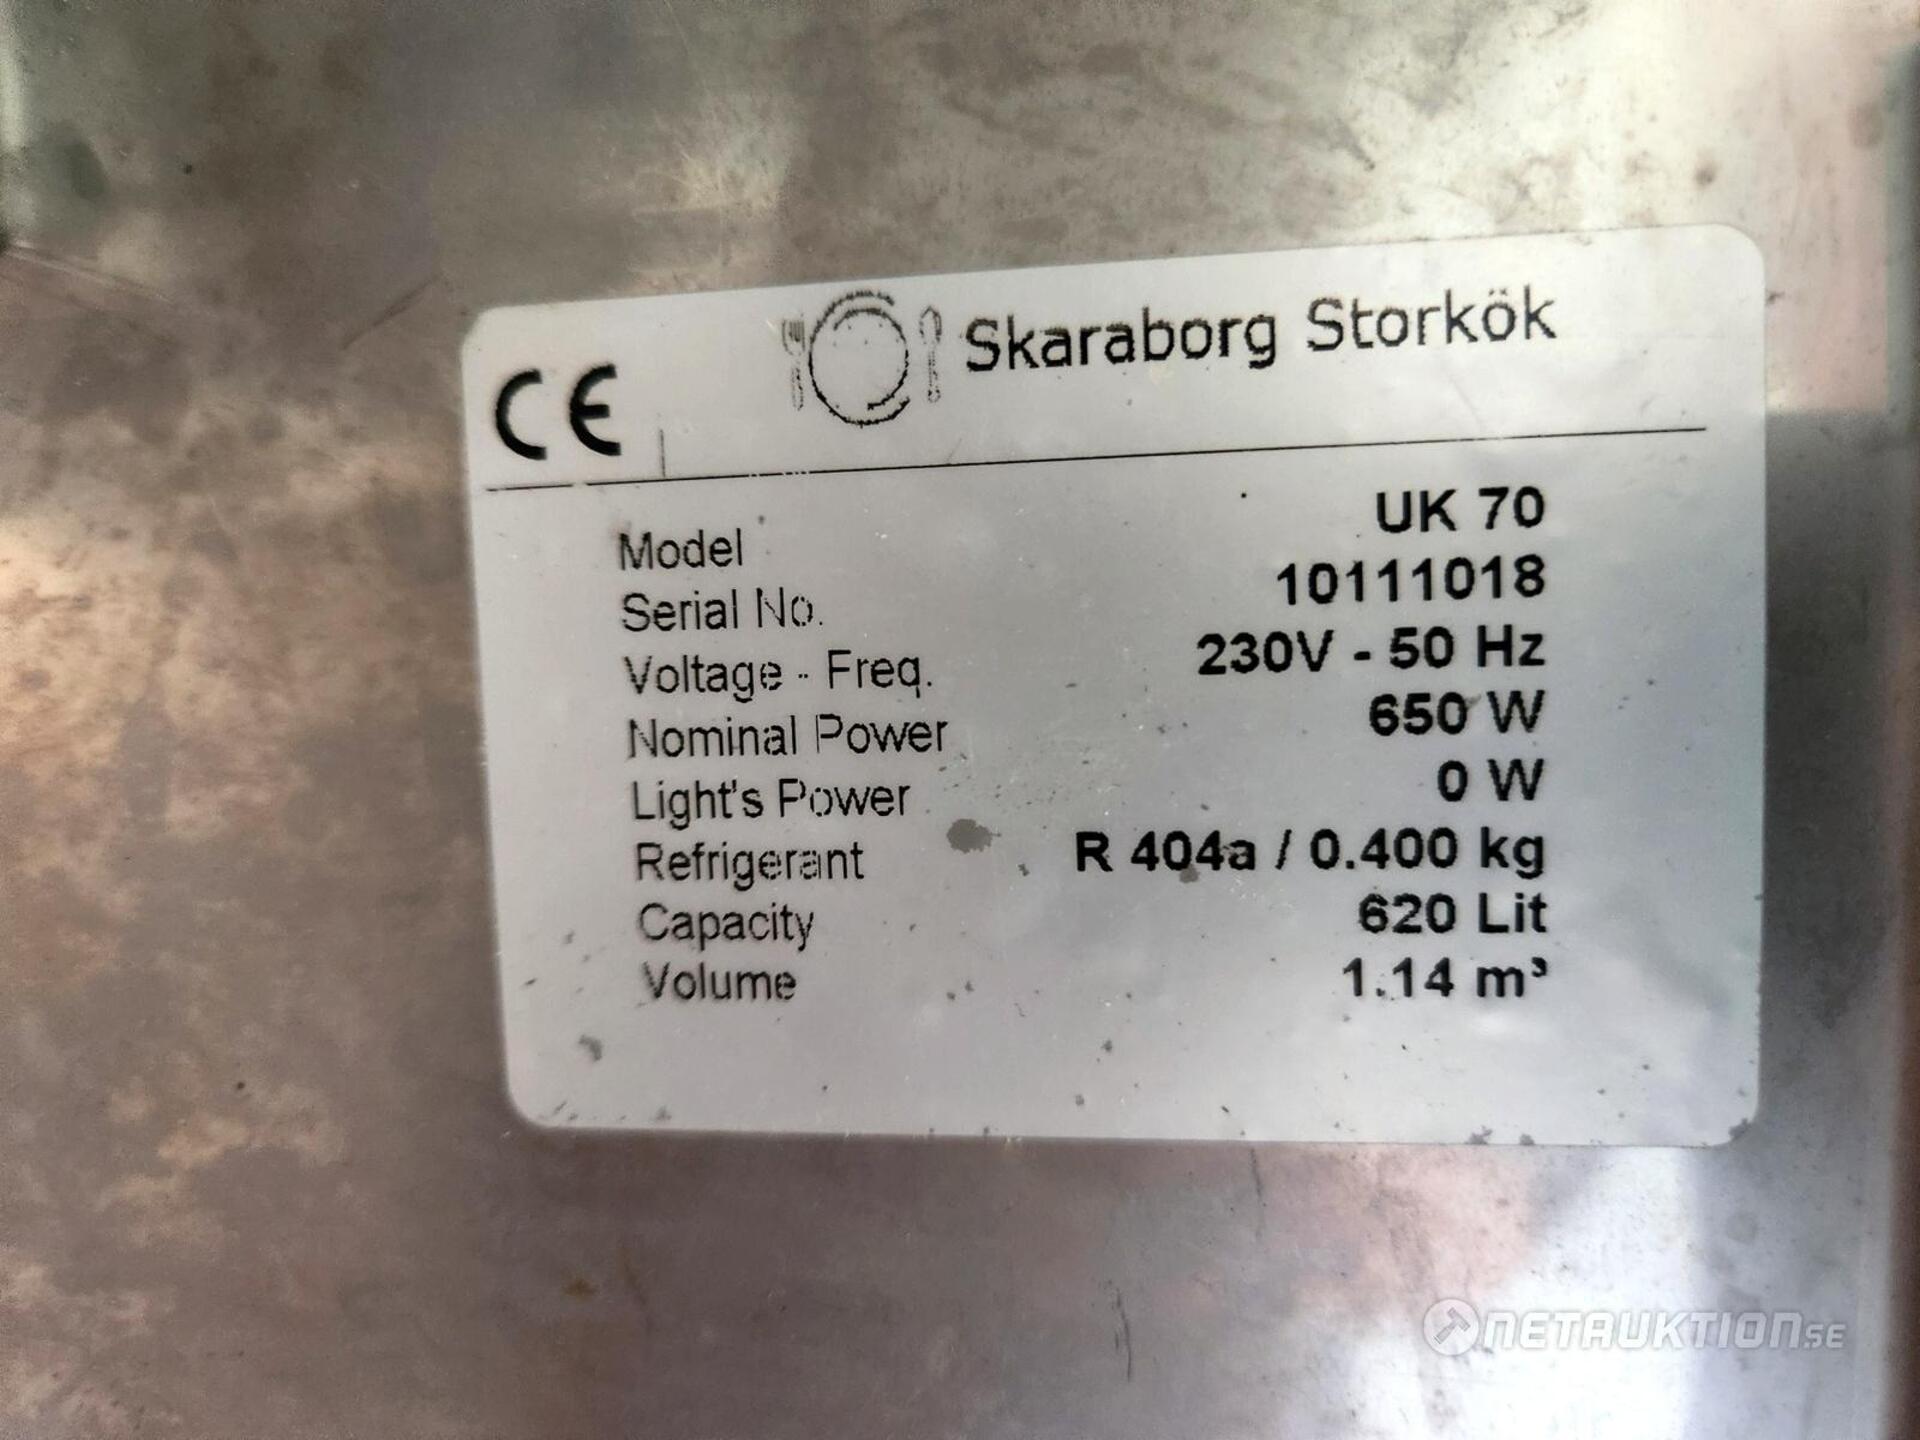 CE Skaraborg Storkök
Model UK 70
Serial No. 10111018
Voltage - Freq. 230V - 50 Hz
Nominal Power 650 W
Light's Power 0 W
Refrigerant R 404a / 0.400 kg
Capacity 620 Lit
Volume 1.14 m³
NETAUKTION.SE